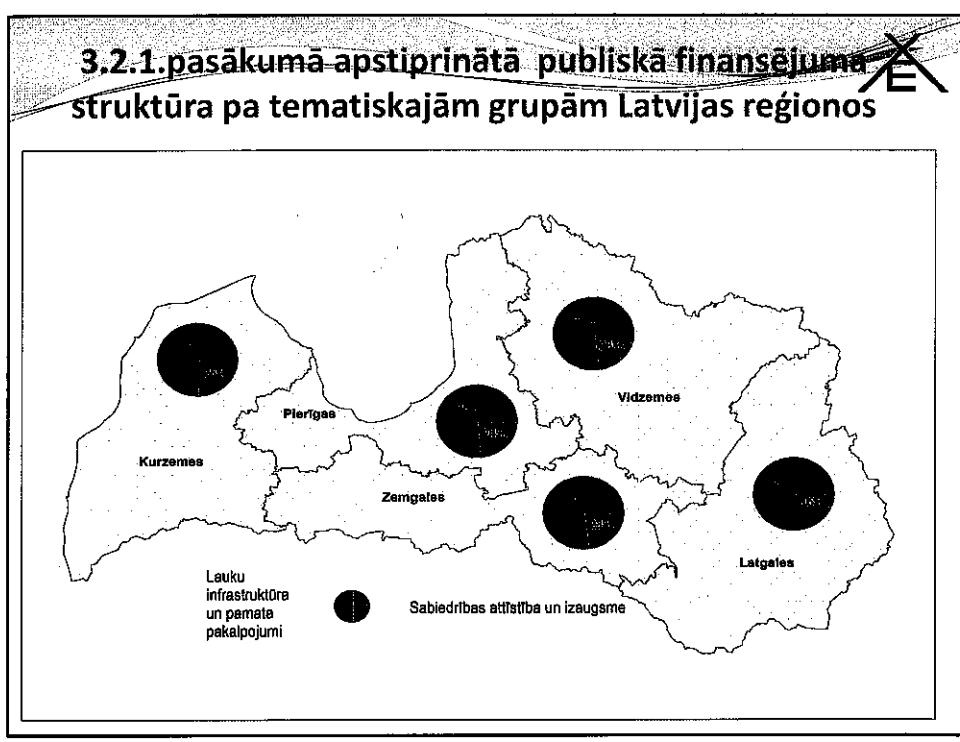 3.2.1.pasākumā apstiprinātā publiskā finansējuma
struktūra pa tematiskajām grupām Latvijas reģionos
Vidzemes
Pierīgas
Kurzemes
Zemgales
Latgales
Lauku
infrastruktūra
un pamata
pakalpojumi
Sabiedrības attīstība un izaugsme